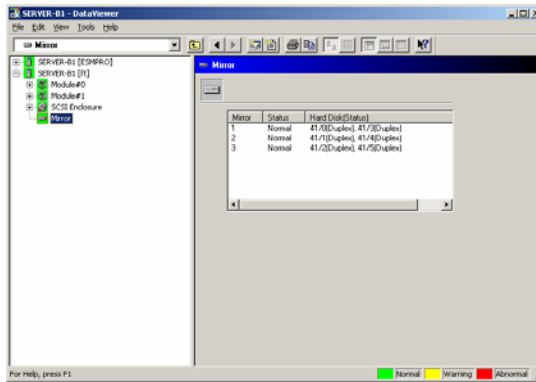 SERVER-B1 - DataViewer
File Edit View Tools Help
Mirror
SERVER-B1 [ESMPRO]
SERVER-B1 [ft]
Module#0
Module#1
SCSI Enclosure
Mirror
Mirror
Mirror Status Hard Disk(Status)
1 Normal 41/0(Duplex), 41/3(Duplex)
2 Normal 41/1(Duplex), 41/4(Duplex)
3 Normal 41/2(Duplex), 41/5(Duplex)
For Help, press F1
Normal Warning Abnormal